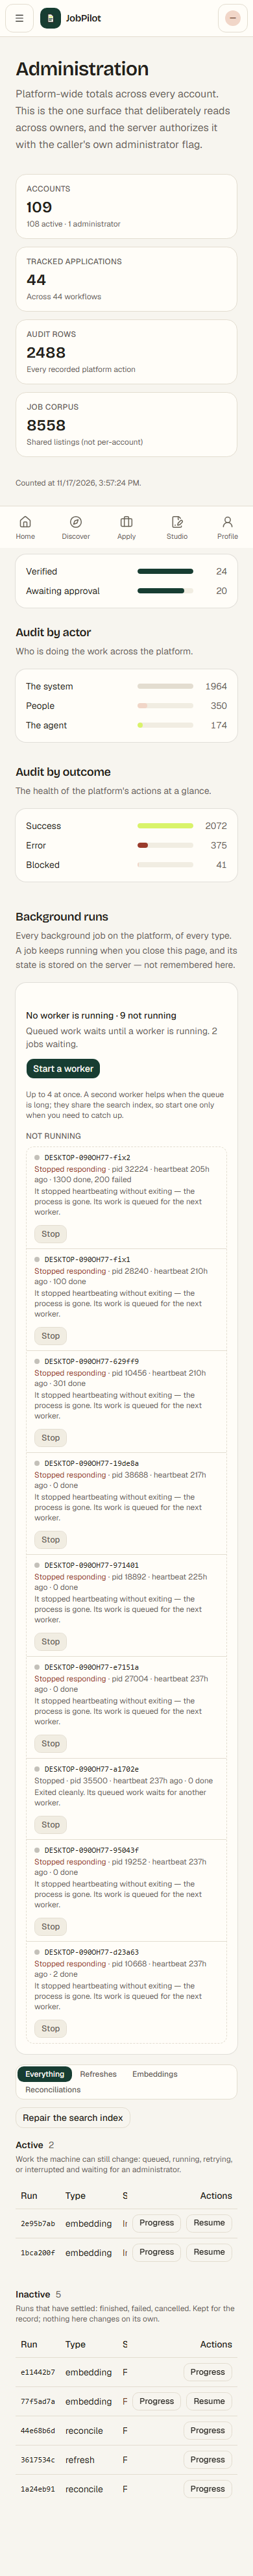 JobPilot
Administration
Platform-wide totals across every account.
This is the one surface that deliberately reads
across owners, and the server authorizes it
with the caller's own administrator flag.
ACCOUNTS
109
108 active · 1 administrator
TRACKED APPLICATIONS
44
Across 44 workflows
AUDIT ROWS
2488
Every recorded platform action
JOB CORPUS
8558
Shared listings (not per-account)
Counted at 11/17/2026, 3:57:24 PM.
Home Discover Apply Studio Profile
Verified 24
Awaiting approval 20
Audit by actor
Who is doing the work across the platform.
The system 1964
People 350
The agent 174
Audit by outcome
The health of the platform's actions at a glance.
Success 2072
Error 375
Blocked 41
Background runs
Every background job on the platform, of every type.
A job keeps running when you close this page, and its
state is stored on the server — not remembered here.
No worker is running · 9 not running
Queued work waits until a worker is running. 2
jobs waiting.
Start a worker
Up to 4 at once. A second worker helps when the queue
is long; they share the search index, so start one only
when you need to catch up.
NOT RUNNING
DESKTOP-090OH77-fix2
Stopped responding · pid 32224 · heartbeat 205h
ago · 1300 done, 200 failed
It stopped heartbeating without exiting — the
process is gone. Its work is queued for the next
worker.
Stop
DESKTOP-090OH77-fix1
Stopped responding · pid 28240 · heartbeat 210h
ago · 100 done
It stopped heartbeating without exiting — the
process is gone. Its work is queued for the next
worker.
Stop
DESKTOP-090OH77-629ff9
Stopped responding · pid 10456 · heartbeat 210h
ago · 301 done
It stopped heartbeating without exiting — the
process is gone. Its work is queued for the next
worker.
Stop
DESKTOP-090OH77-19de8a
Stopped responding · pid 38688 · heartbeat 217h
ago · 0 done
It stopped heartbeating without exiting — the
process is gone. Its work is queued for the next
worker.
Stop
DESKTOP-090OH77-971401
Stopped responding · pid 18892 · heartbeat 225h
ago · 0 done
It stopped heartbeating without exiting — the
process is gone. Its work is queued for the next
worker.
Stop
DESKTOP-090OH77-e7151a
Stopped responding · pid 27004 · heartbeat 237h
ago · 0 done
It stopped heartbeating without exiting — the
process is gone. Its work is queued for the next
worker.
Stop
DESKTOP-090OH77-a1702e
Stopped · pid 35500 · heartbeat 237h ago · 0 done
Exited cleanly. Its queued work waits for another
worker.
Stop
DESKTOP-090OH77-95043f
Stopped responding · pid 19252 · heartbeat 237h
ago · 0 done
It stopped heartbeating without exiting — the
process is gone. Its work is queued for the next
worker.
Stop
DESKTOP-090OH77-d23a63
Stopped responding · pid 10668 · heartbeat 237h
ago · 2 done
It stopped heartbeating without exiting — the
process is gone. Its work is queued for the next
worker.
Stop
Everything Refreshes Embeddings
Reconciliations
Repair the search index
Active 2
Work the machine can still change: queued, running, retrying,
or interrupted and waiting for an administrator.
Run Type S Actions
2e95b7ab embedding Progress Resume
1bca200f embedding Progress Resume
Inactive 5
Runs that have settled: finished, failed, cancelled. Kept for the
record; nothing here changes on its own.
Run Type S Actions
e11442b7 embedding F Progress
77f5ad7a embedding F Progress Resume
44e68b6d reconcile F Progress
3617534c refresh F Progress
1a24eb91 reconcile F Progress